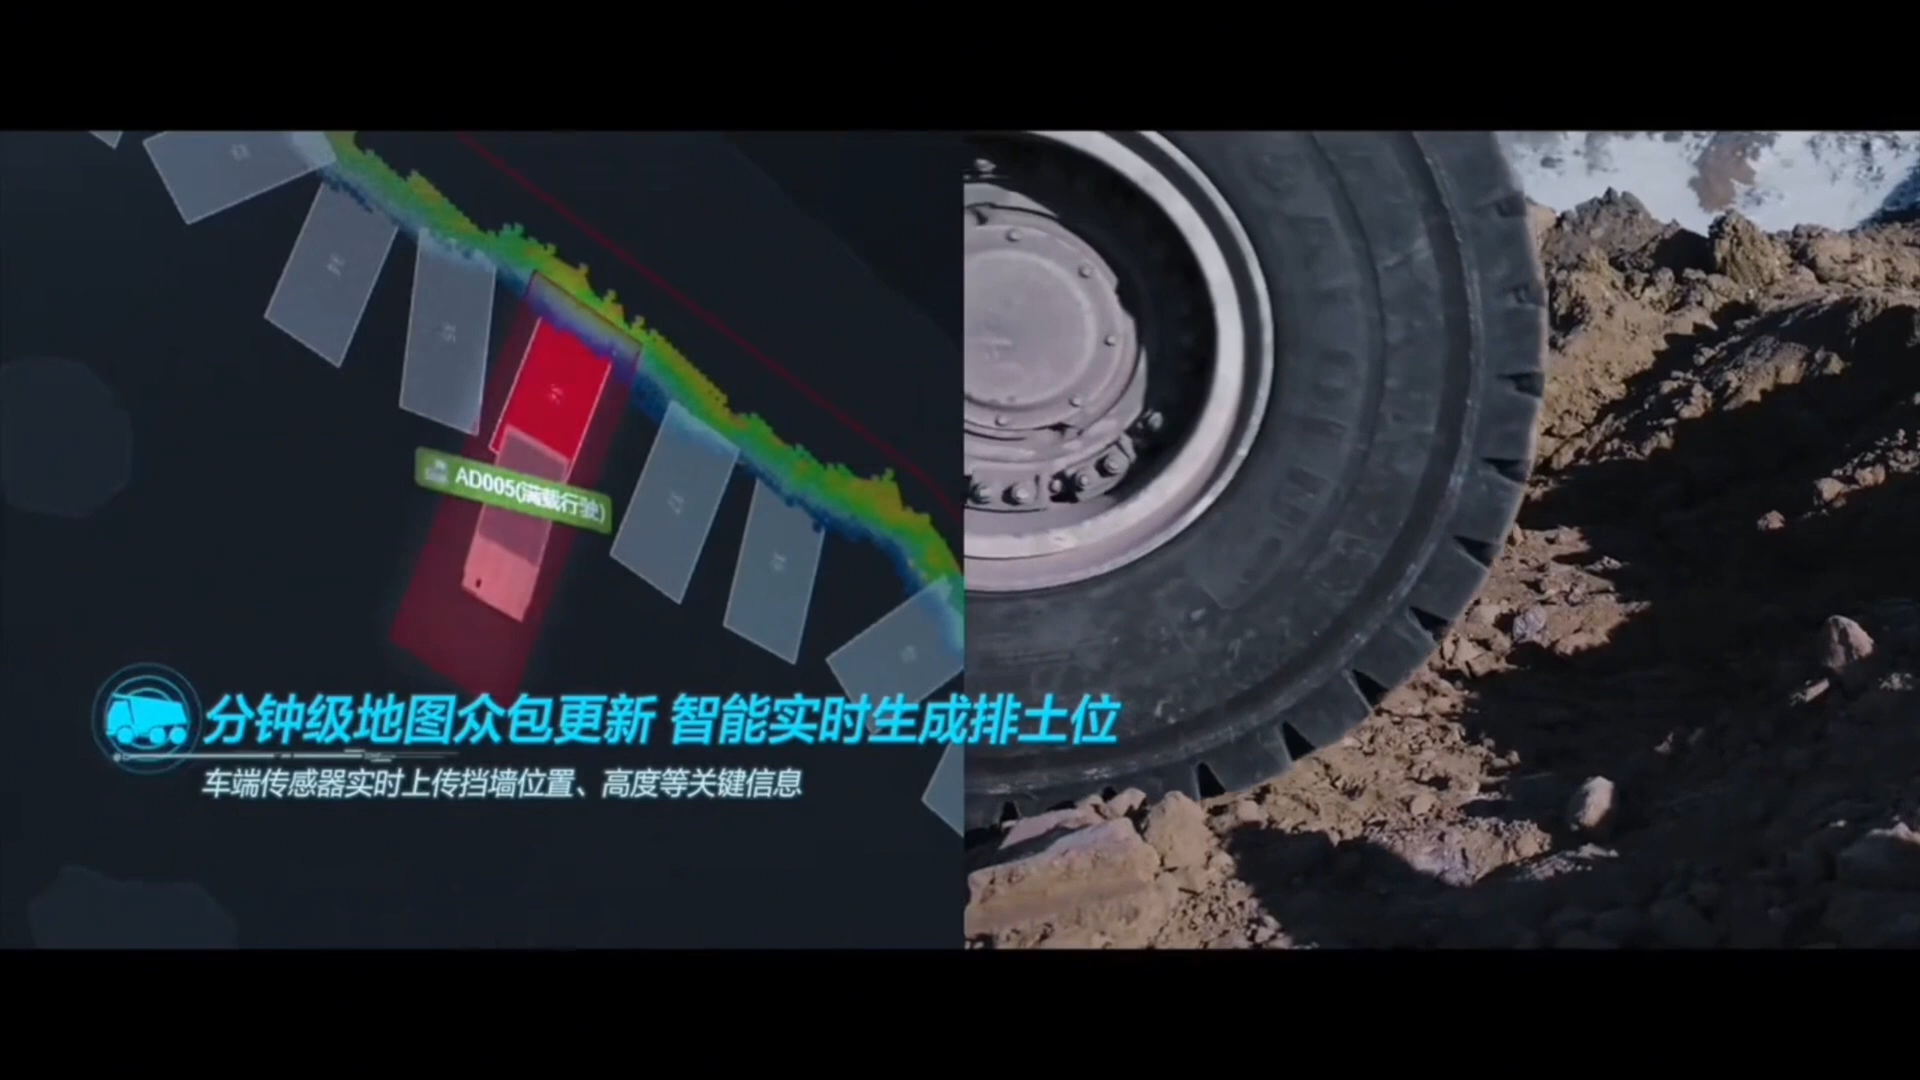 AD005(满载行驶)
分钟级地图众包更新 智能实时生成排土位
车端传感器实时上传挡墙位置、高度等关键信息